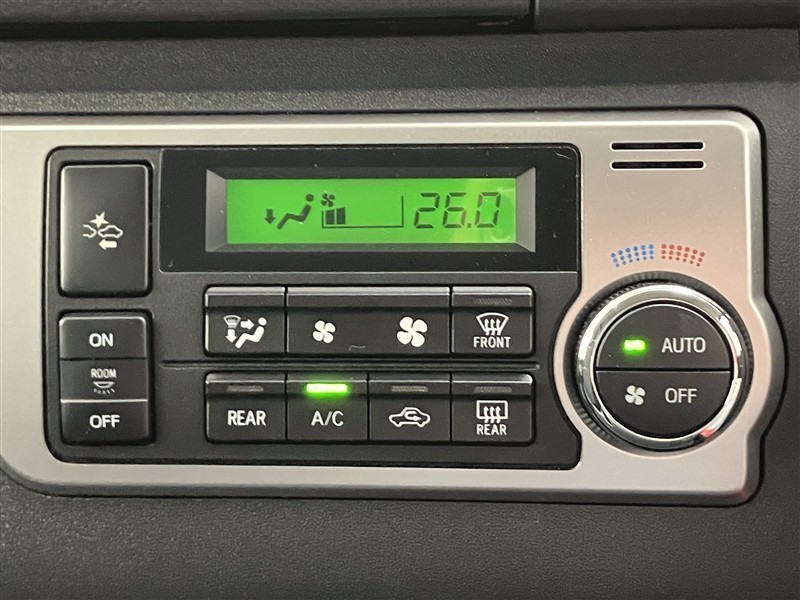 26.0
ON
ROOM
OFF
FRONT
REAR
A/C
REAR
AUTO
OFF